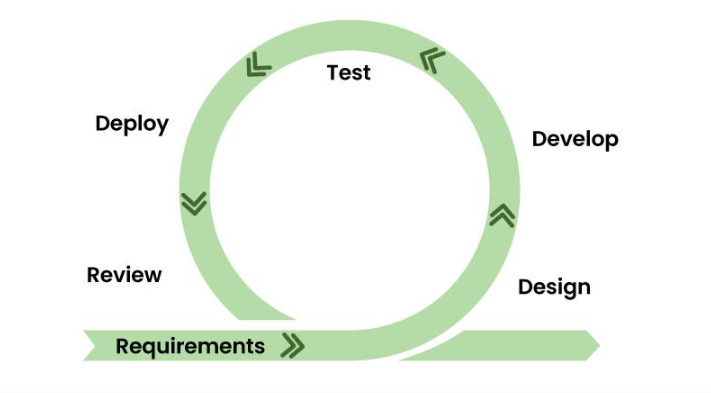 Test
Deploy
Develop
Review
Design
Requirements